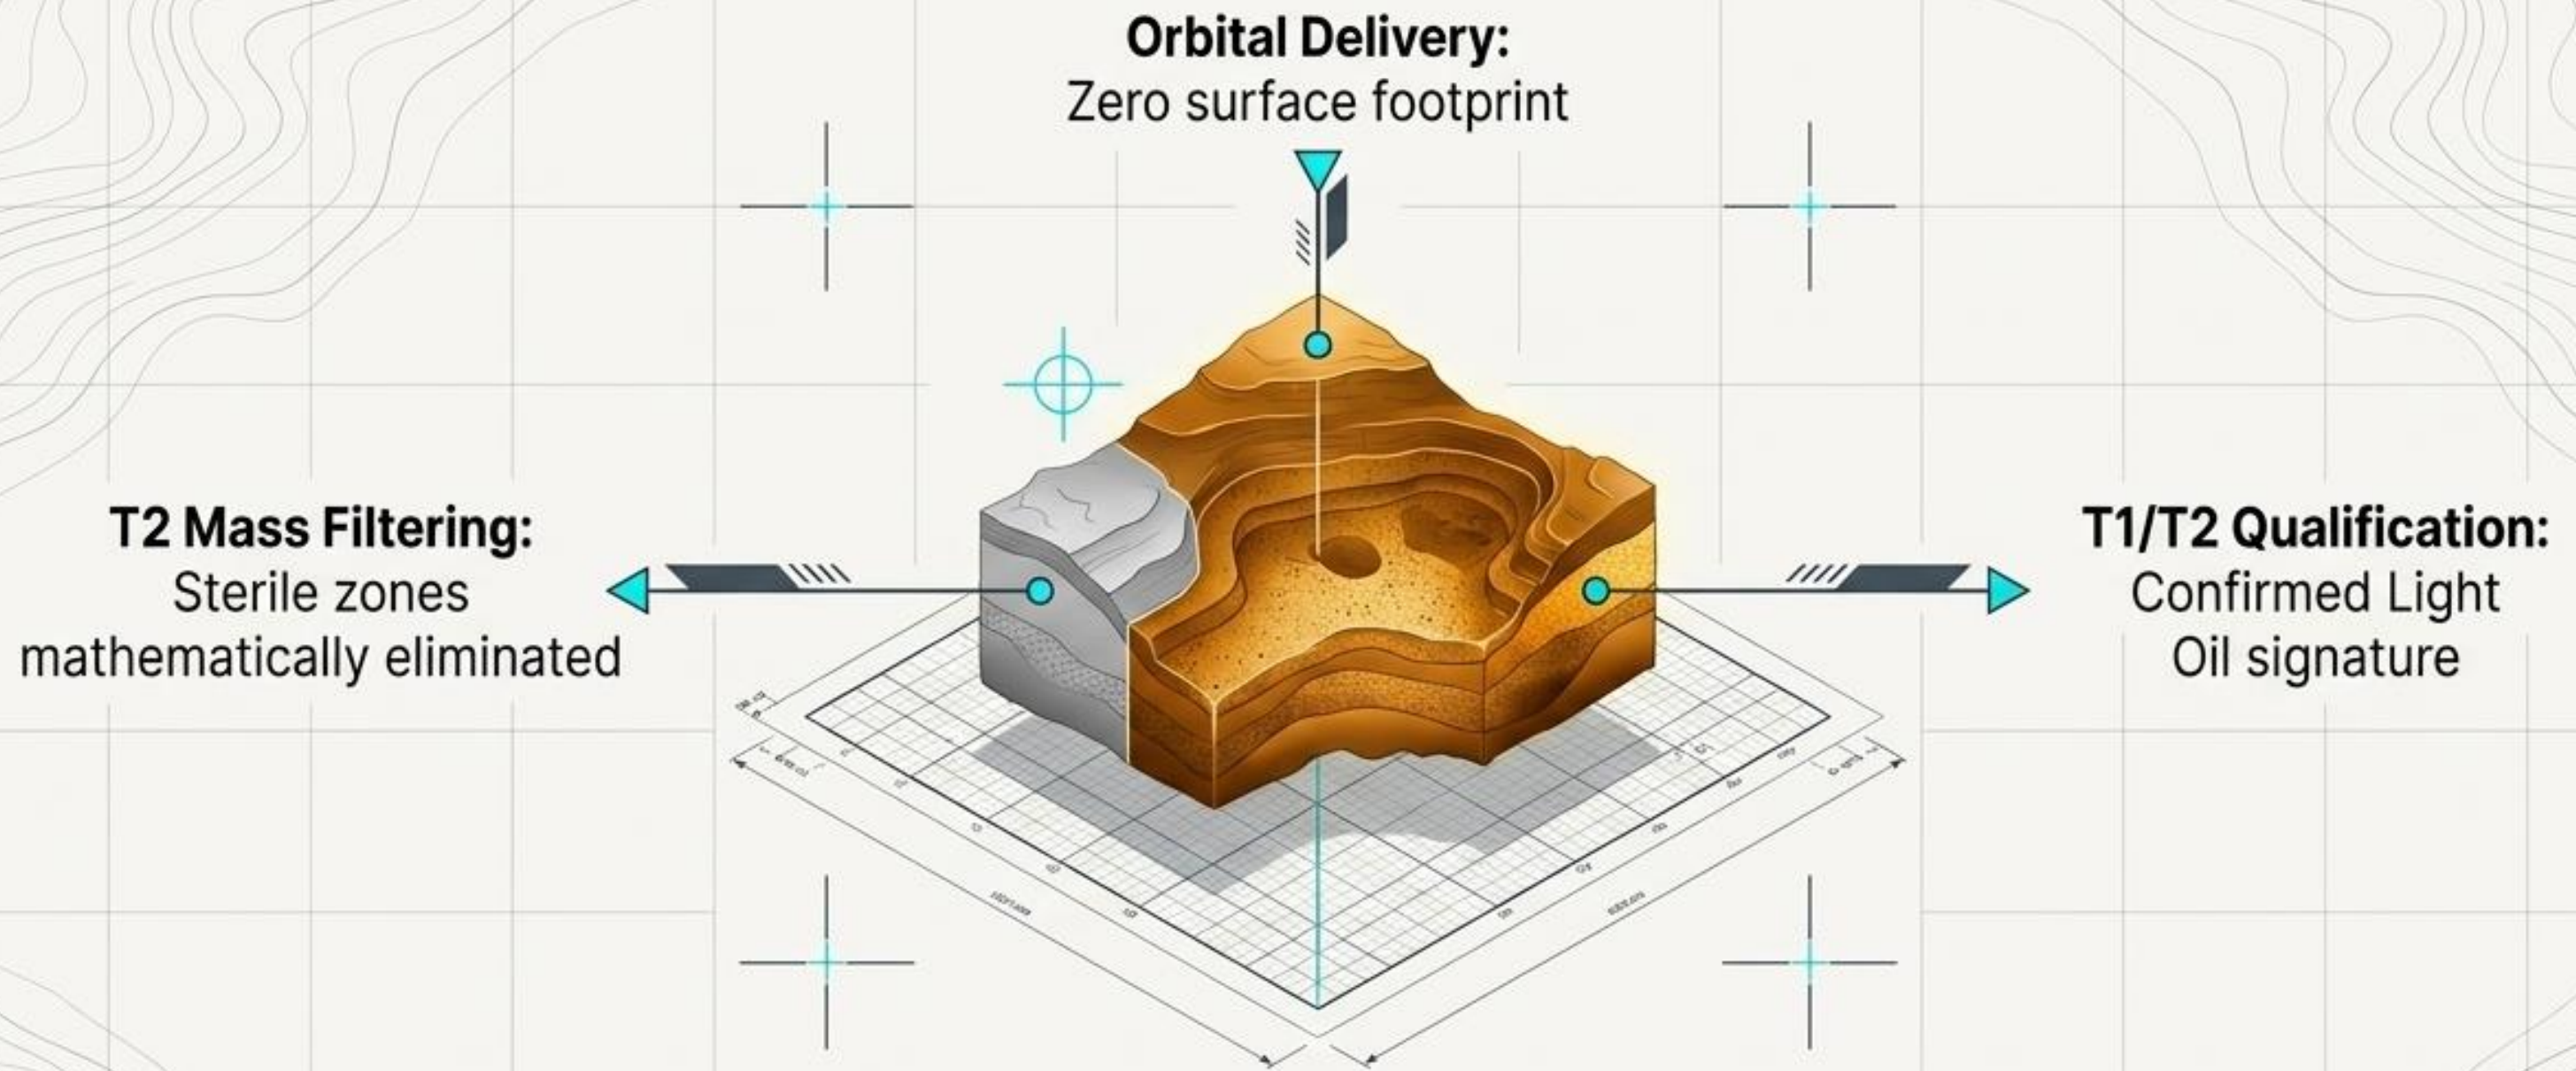 Orbital Delivery:
Zero surface footprint
T2 Mass Filtering:
Sterile zones
mathematically eliminated
T1/T2 Qualification:
Confirmed Light
Oil signature